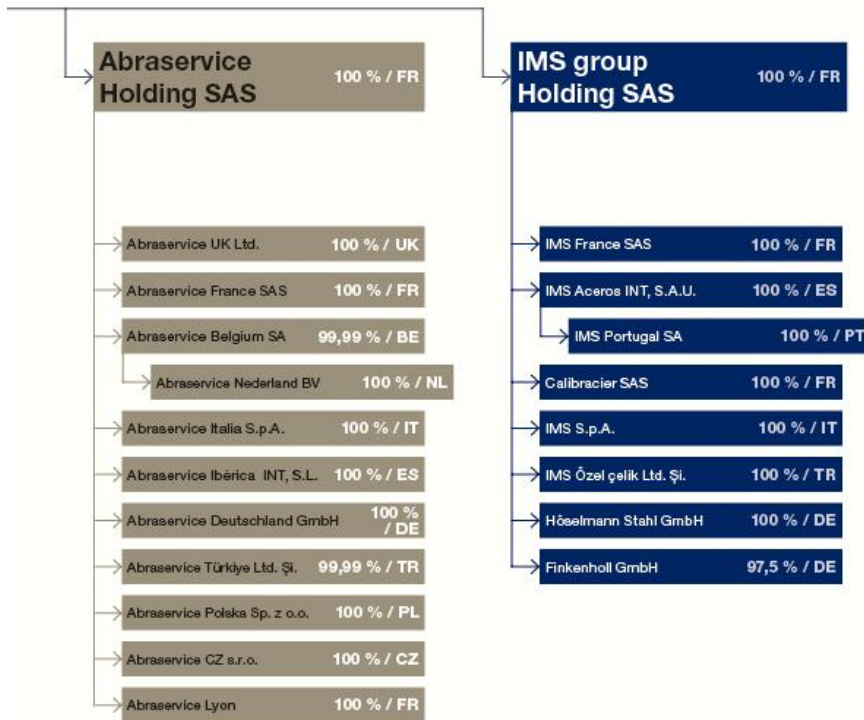 Abraservice
Holding SAS
100 % / FR
Abraservice UK Ltd. 100 % / UK
Abraservice France SAS 100 % / FR
Abraservice Belgium SA 99,99 % / BE
Abraservice Nederland BV 100 % / NL
Abraservice Italia S.p.A. 100 % / IT
Abraservice Ibérica INT, S.L. 100 % / ES
Abraservice Deutschland GmbH 100 %
/ DE
Abraservice Türkiye Ltd. Şi. 99,99 % / TR
Abraservice Polska Sp. z o.o. 100 % / PL
Abraservice CZ s.r.o. 100 % / CZ
Abraservice Lyon 100 % / FR
IMS group
Holding SAS
100 % / FR
IMS France SAS 100 % / FR
IMS Aceros INT, S.A.U. 100 % / ES
IMS Portugal SA 100 % / PT
Calibracier SAS 100 % / FR
IMS S.p.A. 100 % / IT
IMS Özel çelik Ltd. Şi. 100 % / TR
Höselmann Stahl GmbH 100 % / DE
Finkenholl GmbH 97,5 % / DE